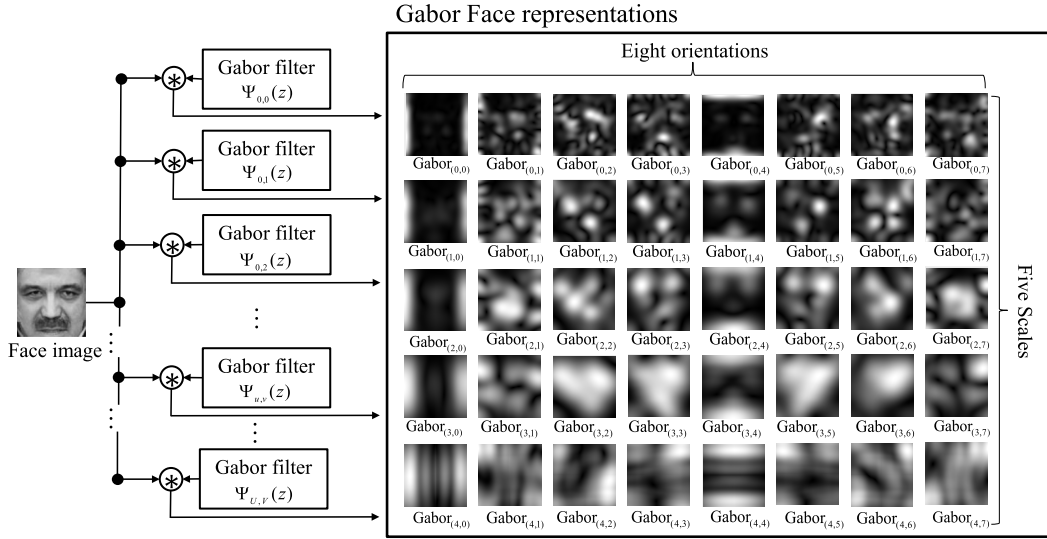 Gabor Face representations
Eight orientations
Gabor filter
Ψ0,0(z)
Gabor filter
Ψ0,1(z)
Gabor filter
Ψ0,2(z)
⋮
Face image
Gabor filter
Ψu,v(z)
⋮
Gabor filter
ΨU,V(z)
Gabor(0,0) Gabor(0,1) Gabor(0,2) Gabor(0,3) Gabor(0,4) Gabor(0,5) Gabor(0,6) Gabor(0,7)
Gabor(1,0) Gabor(1,1) Gabor(1,2) Gabor(1,3) Gabor(1,4) Gabor(1,5) Gabor(1,6) Gabor(1,7)
Gabor(2,0) Gabor(2,1) Gabor(2,2) Gabor(2,3) Gabor(2,4) Gabor(2,5) Gabor(2,6) Gabor(2,7)
Gabor(3,0) Gabor(3,1) Gabor(3,2) Gabor(3,3) Gabor(3,4) Gabor(3,5) Gabor(3,6) Gabor(3,7)
Gabor(4,0) Gabor(4,1) Gabor(4,2) Gabor(4,3) Gabor(4,4) Gabor(4,5) Gabor(4,6) Gabor(4,7)
Five Scales